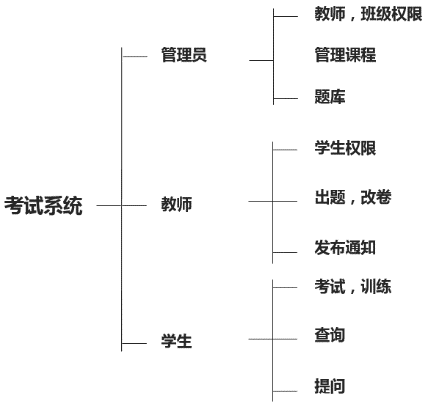 考试系统
管理员
教师，班级权限
管理课程
题库
教师
学生权限
出题，改卷
发布通知
学生
考试，训练
查询
提问